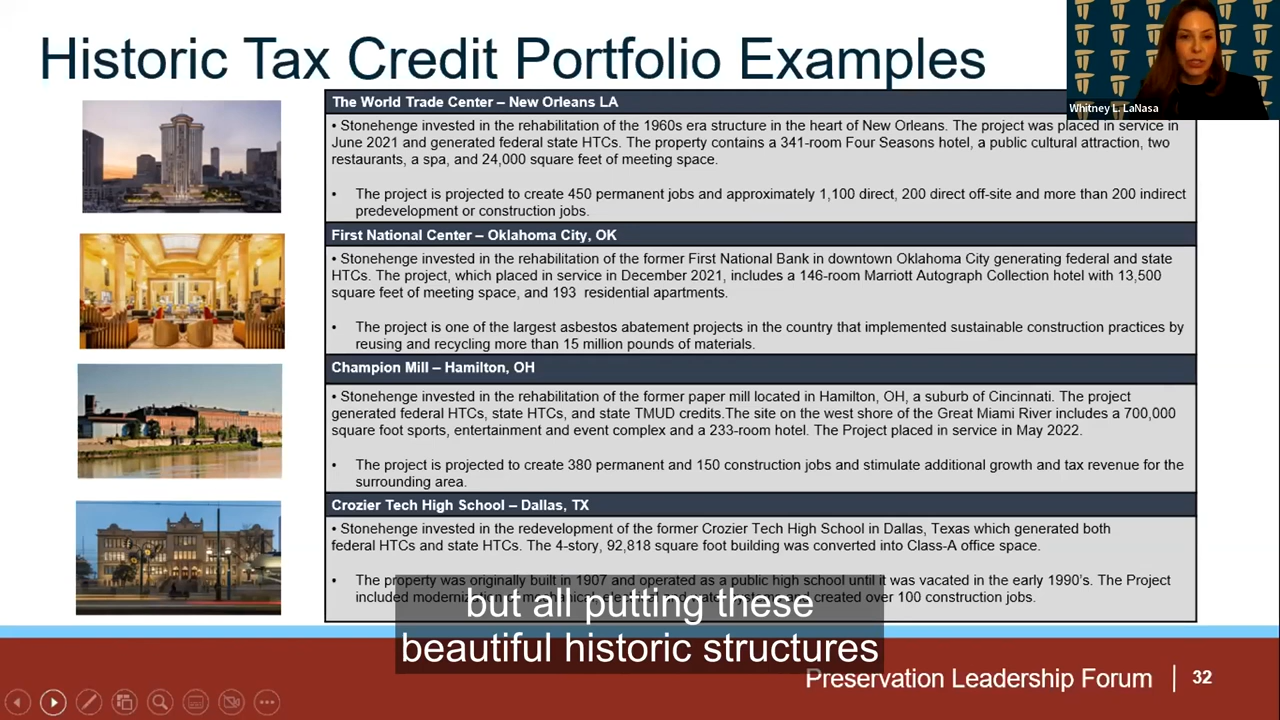 Historic Tax Credit Portfolio Examples
Whitney L. LaNasa
The World Trade Center – New Orleans LA
• Stonehenge invested in the rehabilitation of the 1960s era structure in the heart of New Orleans. The project was placed in service in
June 2021 and generated federal state HTCs. The property contains a 341-room Four Seasons hotel, a public cultural attraction, two
restaurants, a spa, and 24,000 square feet of meeting space.
• The project is projected to create 450 permanent jobs and approximately 1,100 direct, 200 direct off-site and more than 200 indirect
predevelopment or construction jobs.
First National Center – Oklahoma City, OK
• Stonehenge invested in the rehabilitation of the former First National Bank in downtown Oklahoma City generating federal and state
HTCs. The project, which placed in service in December 2021, includes a 146-room Marriott Autograph Collection hotel with 13,500
square feet of meeting space, and 193 residential apartments.
• The project is one of the largest asbestos abatement projects in the country that implemented sustainable construction practices by
reusing and recycling more than 15 million pounds of materials.
Champion Mill – Hamilton, OH
• Stonehenge invested in the rehabilitation of the former paper mill located in Hamilton, OH, a suburb of Cincinnati. The project
generated federal HTCs, state HTCs, and state TMUD credits.The site on the west shore of the Great Miami River includes a 700,000
square foot sports, entertainment and event complex and a 233-room hotel. The Project placed in service in May 2022.
• The project is projected to create 380 permanent and 150 construction jobs and stimulate additional growth and tax revenue for the
surrounding area.
Crozier Tech High School – Dallas, TX
• Stonehenge invested in the redevelopment of the former Crozier Tech High School in Dallas, Texas which generated both
federal HTCs and state HTCs. The 4-story, 92,818 square foot building was converted into Class-A office space.
• The property was originally built in 1907 and operated as a public high school until it was vacated in the early 1990's. The Project
included created over 100 construction jobs.
but all putting these
beautiful historic structures
Preservation Leadership Forum | 32